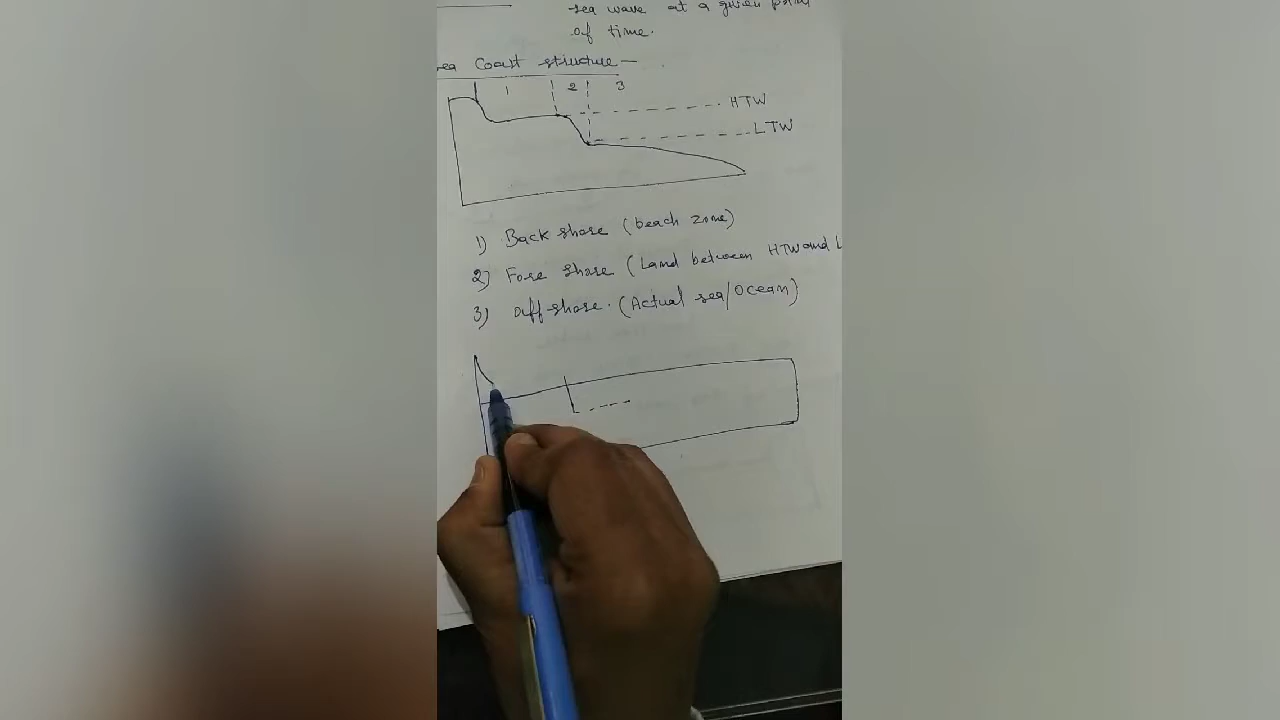 sea wave at a given point
of time.
sea Coast structure—
1 2 3
HTW
LTW
1) Back shore (beach zone)
2) Fore shore (Land between HTW and L
3) Off-shore. (Actual sea/Ocean)